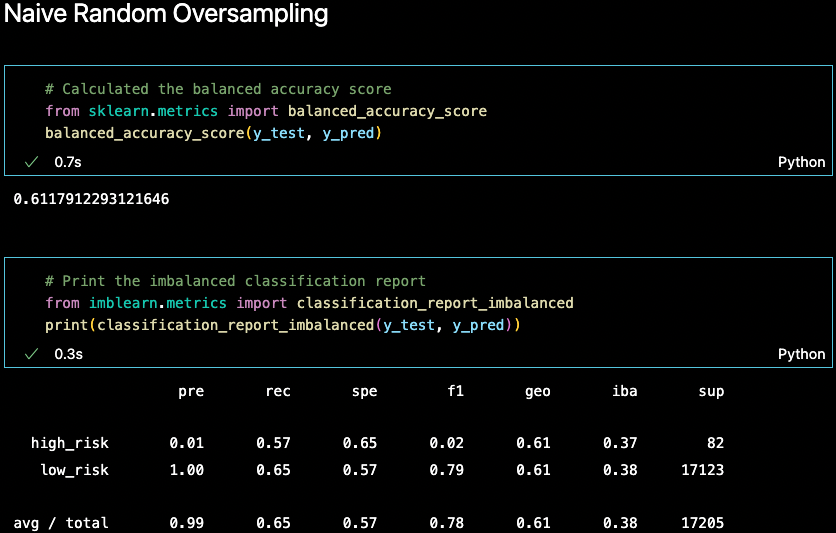 Naive Random Oversampling
# Calculated the balanced accuracy score
from sklearn.metrics import balanced_accuracy_score
balanced_accuracy_score(y_test, y_pred)
0.7s Python
0.6117912293121646
# Print the imbalanced classification report
from imblearn.metrics import classification_report_imbalanced
print(classification_report_imbalanced(y_test, y_pred))
0.3s Python
pre rec spe f1 geo iba sup
high_risk 0.01 0.57 0.65 0.02 0.61 0.37 82
low_risk 1.00 0.65 0.57 0.79 0.61 0.38 17123
avg / total 0.99 0.65 0.57 0.78 0.61 0.38 17205